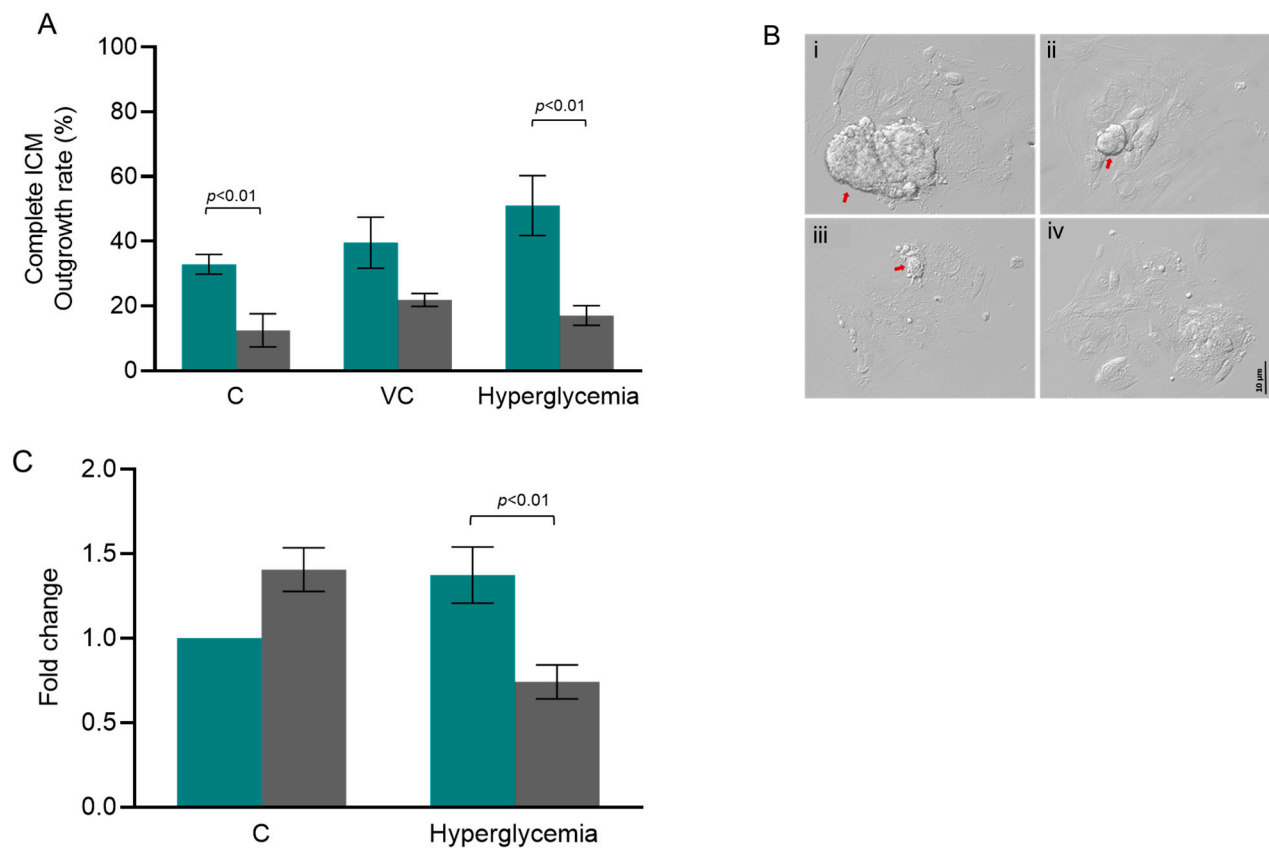 A
100
80
60
40
20
0
Complete ICM
Outgrowth rate (%)
p<0.01
p<0.01
C
VC
Hyperglycemia
B
i
ii
iii
iv
10 μm
C
2.0
1.5
1.0
0.5
0.0
Fold change
p<0.01
C
Hyperglycemia